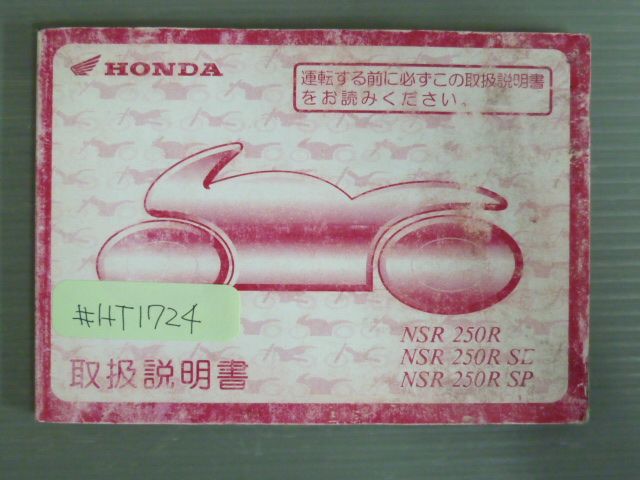 HONDA
運転する前に必ずこの取扱説明書
をお読みください。
#HT1724
NSR 250R
NSR 250R SE
NSR 250R SP
取扱説明書